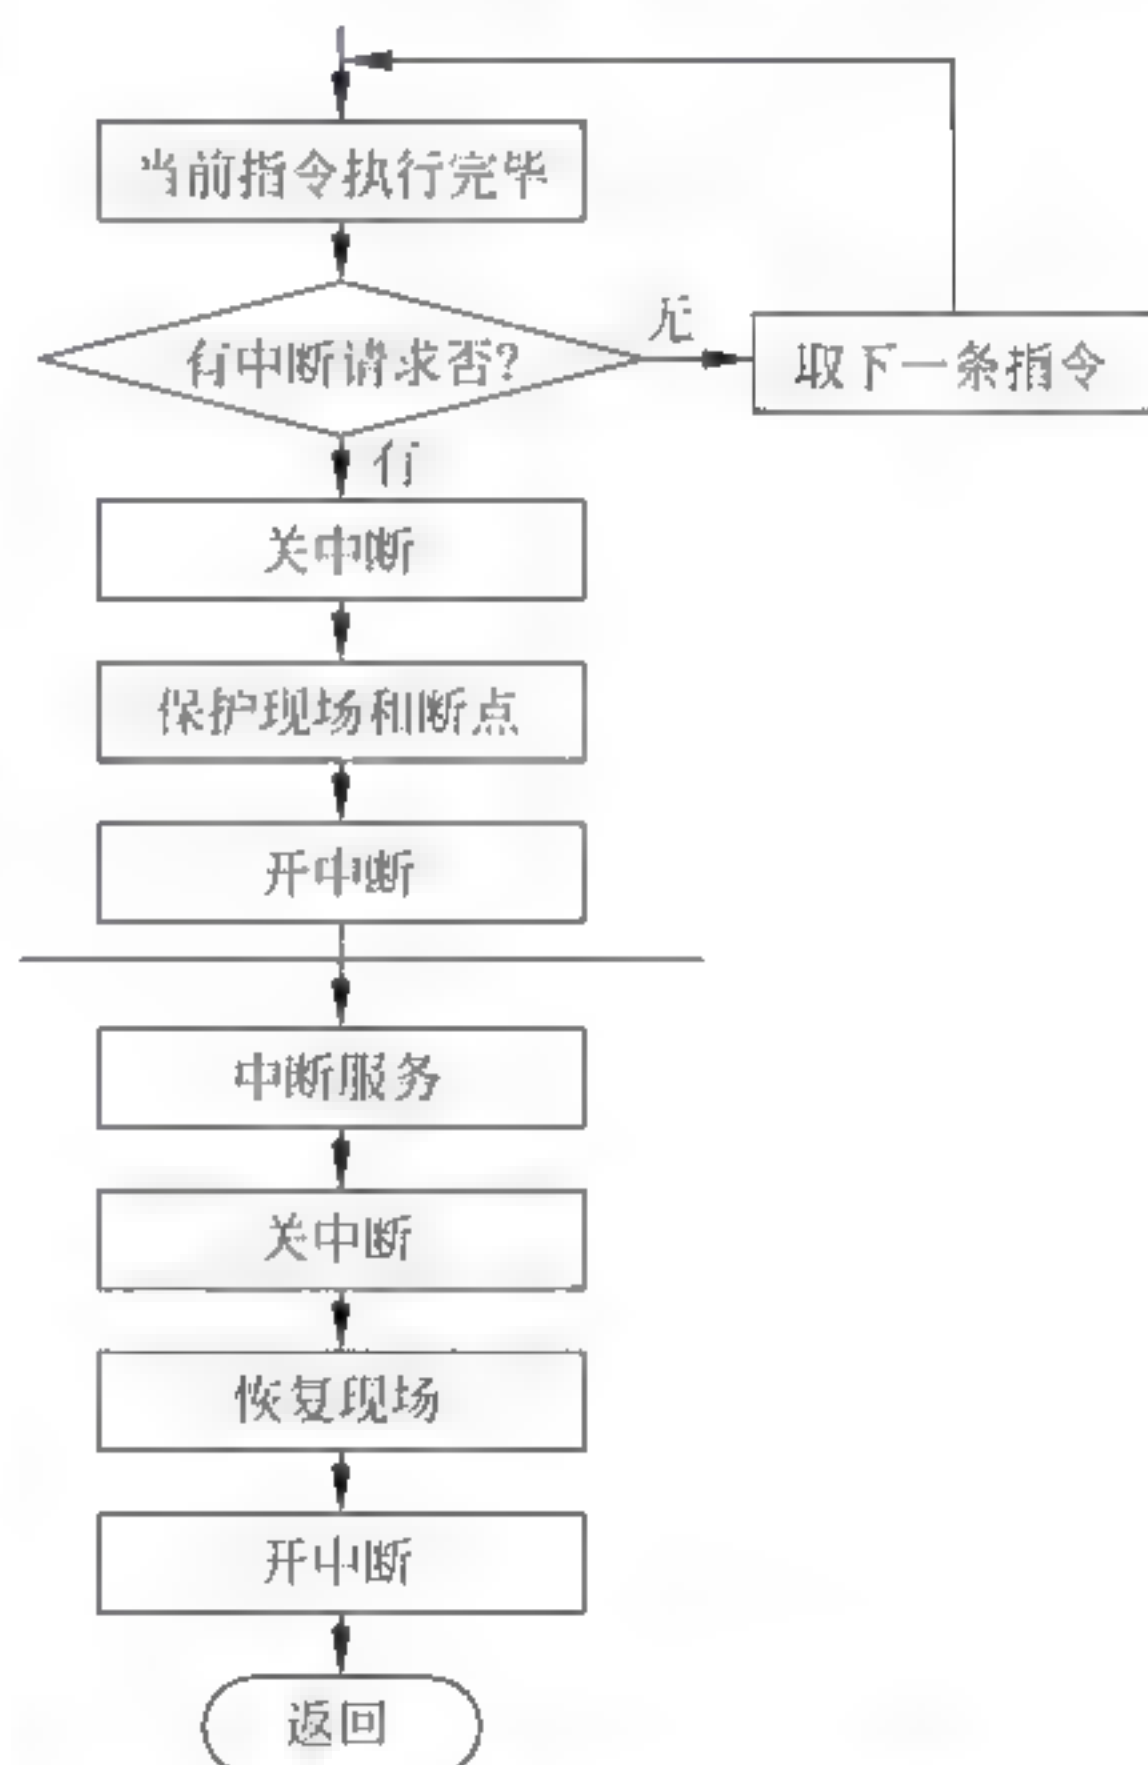 当前指令执行完毕
有中断请求否?
无
取下一条指令
有
关中断
保护现场和断点
开中断
中断服务
关中断
恢复现场
开中断
返回